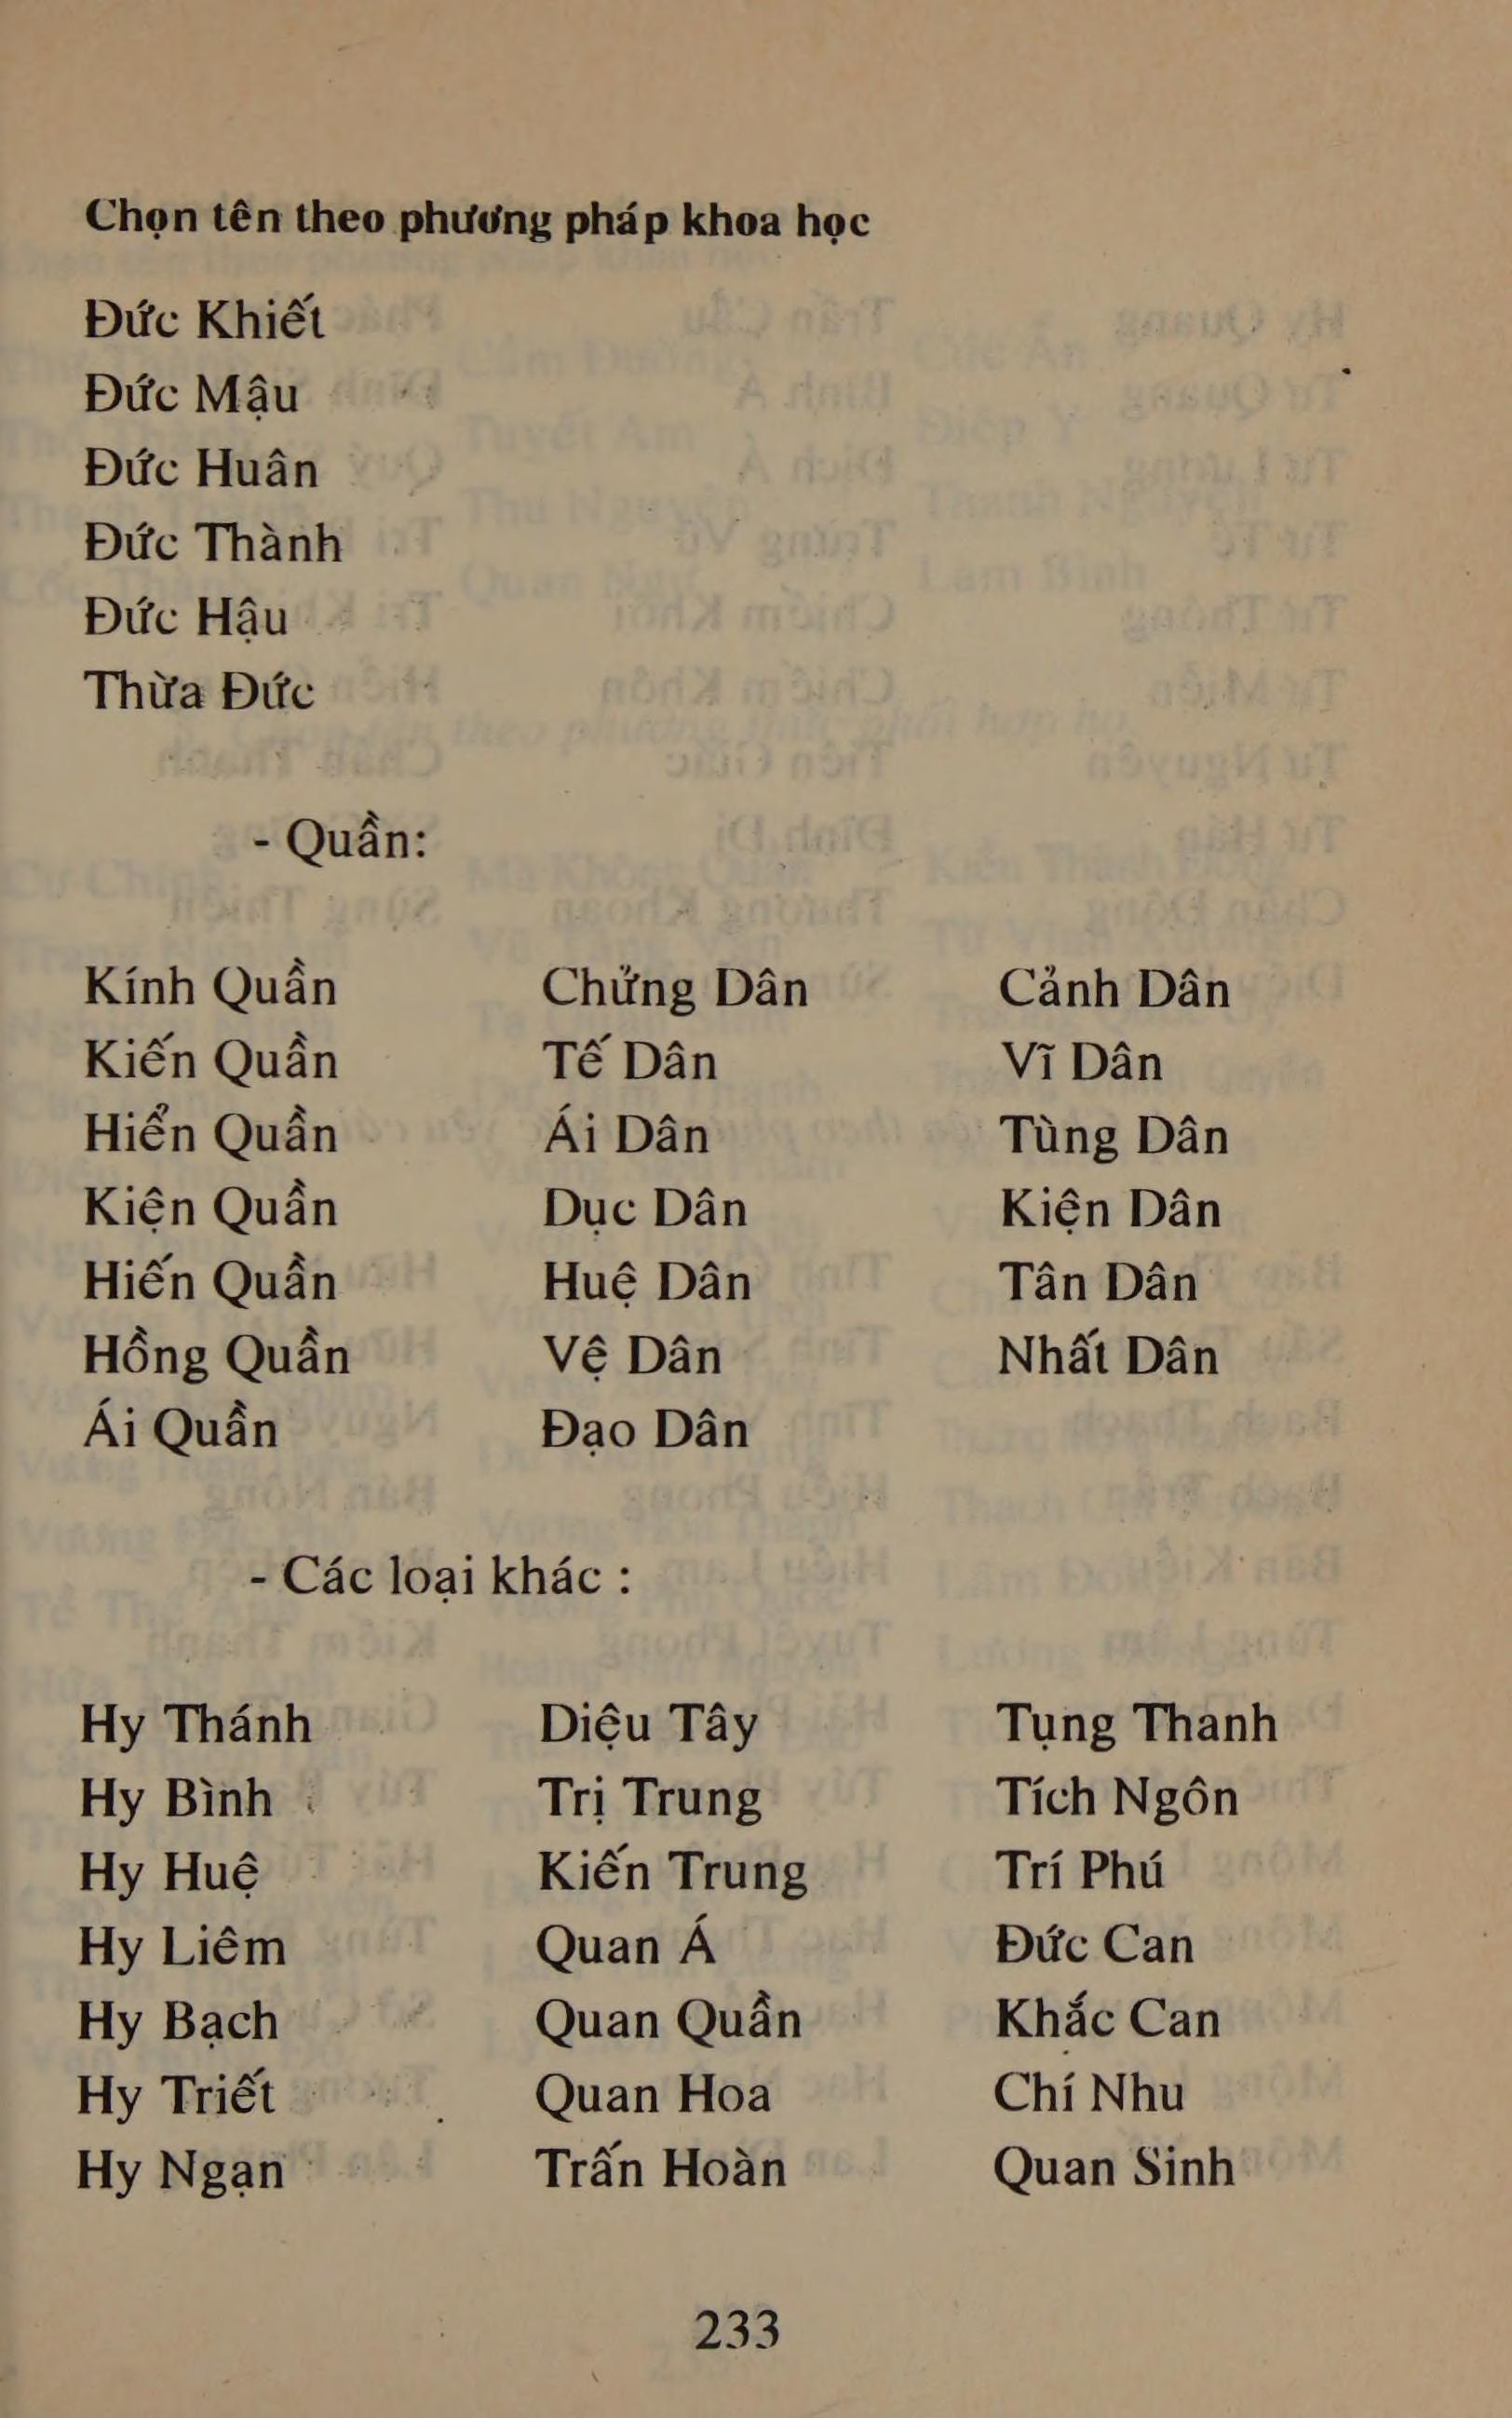 Chọn tên theo phương pháp khoa học
Đức Khiết
Đức Mậu
Đức Huân
Đức Thành
Đức Hậu
Thừa Đức
- Quần:
Kính Quần Chửng Dân Cảnh Dân
Kiến Quần Tế Dân Vĩ Dân
Hiển Quần Ái Dân Tùng Dân
Kiện Quần Dục Dân Kiện Dân
Hiến Quần Huệ Dân Tân Dân
Hồng Quần Vệ Dân Nhất Dân
Ái Quần Đạo Dân
- Các loại khác :
Hy Thánh Diệu Tây Tụng Thanh
Hy Bình Trị Trung Tích Ngôn
Hy Huệ Kiến Trung Trí Phú
Hy Liêm Quan Á Đức Can
Hy Bạch Quan Quần Khắc Can
Hy Triết Quan Hoa Chí Nhu
Hy Ngạn Trấn Hoàn Quan Sinh
233